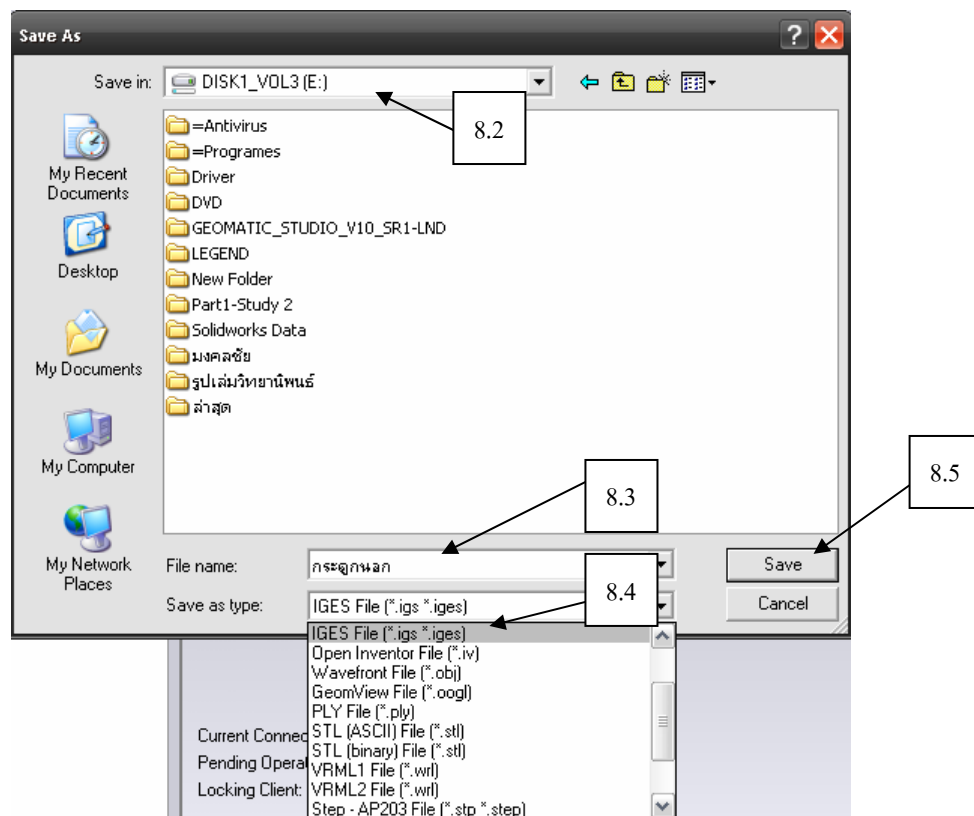 Save As
Save in:
DISK1_VOL3 (E:)
8.2
=Antivirus
=Programes
Driver
DVD
GEOMATIC_STUDIO_V10_SR1-LND
LEGEND
New Folder
Part1-Study 2
Solidworks Data
มงคลชัย
รูปเล่มวิทยานิพนธ์
ล่าสุด
My Recent
Documents
Desktop
My Documents
My Computer
My Network
Places
8.3
8.5
File name:
กระดูกนลก
Save
8.4
Save as type:
IGES File (*.igs *.iges)
Cancel
IGES File (*.igs *.iges)
Open Inventor File (*.iv)
Wavefront File (*.obj)
GeomView File (*.oogl)
PLY File (*.ply)
STL (ASCII) File (*.stl)
STL (binary) File (*.stl)
VRML1 File (*.wrl)
VRML2 File (*.wrl)
Step - AP203 File (*.stp *.step)
Current Connec
Pending Operat
Locking Client: